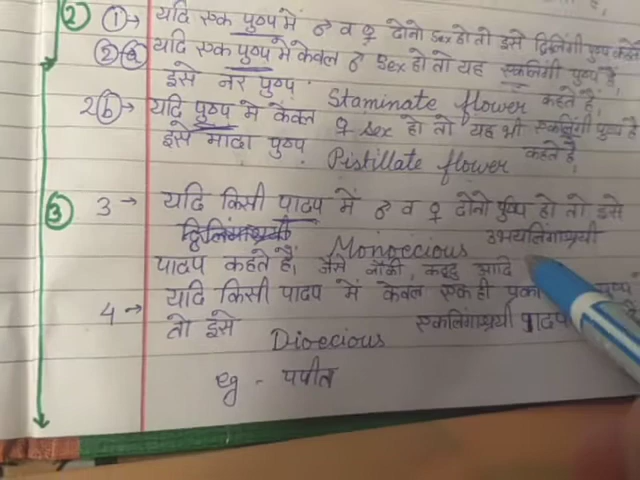 ② ①→ यदि एक पुष्प में ♂ व ♀ दोनो sex हो तो इसे द्विलिंगी पुष्प कहते
②ⓐ→ यदि एक पुष्प में केवल ♂ sex हो तो यह एकलिंगी पुष्प है,
इसे नर पुष्प Staminate flower कहते हैं,
2ⓑ→ यदि पुष्प मे केवल ♀ sex हो तो यह भी एकलिंगी पुष्प है
इसे मादा पुष्प Pistillate flower कहते है,
③ 3 → यदि किसी पादप में ♂ व ♀ दोनो पुष्प हो तो इसे
Monoecious उभयलिंगाश्रयी
पादप कहते हैं। जैसे लौकी, कद्दू आदि
4 → यदि किसी पादप में केवल एक ही पुष्प
तो इसे Dioecious एकलिंगाश्रयी पादप
eg - पपीता